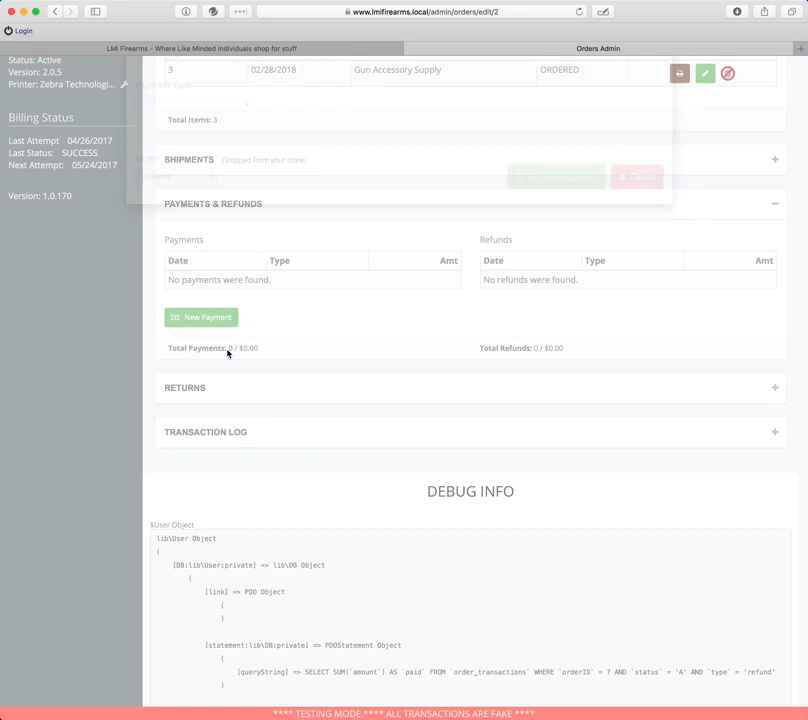 www.lmifirearms.local/admin/orders/edit/2
Login
LMI Firearms - Where Like Minded Individuals shop for stuff
Orders Admin
Status: Active
Version: 2.0.5
Printer: Zebra Technologi...
Billing Status
Last Attempt 04/26/2017
Last Status: SUCCESS
Next Attempt: 05/24/2017
Version: 1.0.170
3 02/28/2018 Gun Accessory Supply ORDERED
Payment Type
Total Items: 3
SHIPMENTS (Shipped from your store)
Cancel
PAYMENTS & REFUNDS
Payments
Refunds
Date Type Amt
Date Type Amt
No payments were found.
No refunds were found.
New Payment
Total Payments: 0 / $0.00
Total Refunds: 0 / $0.00
RETURNS
TRANSACTION LOG
DEBUG INFO
$User Object
lib\User Object
(
[DB:lib\User:private] => lib\DB Object
(
[link] => PDO Object
(
)
[statement:lib\DB:private] => PDOStatement Object
(
[queryString] => SELECT SUM(`amount`) AS `paid` FROM `order_transactions` WHERE `orderID` = ? AND `status` = 'A' AND `type` = 'refund'
)
**** TESTING MODE **** ALL TRANSACTIONS ARE FAKE ****